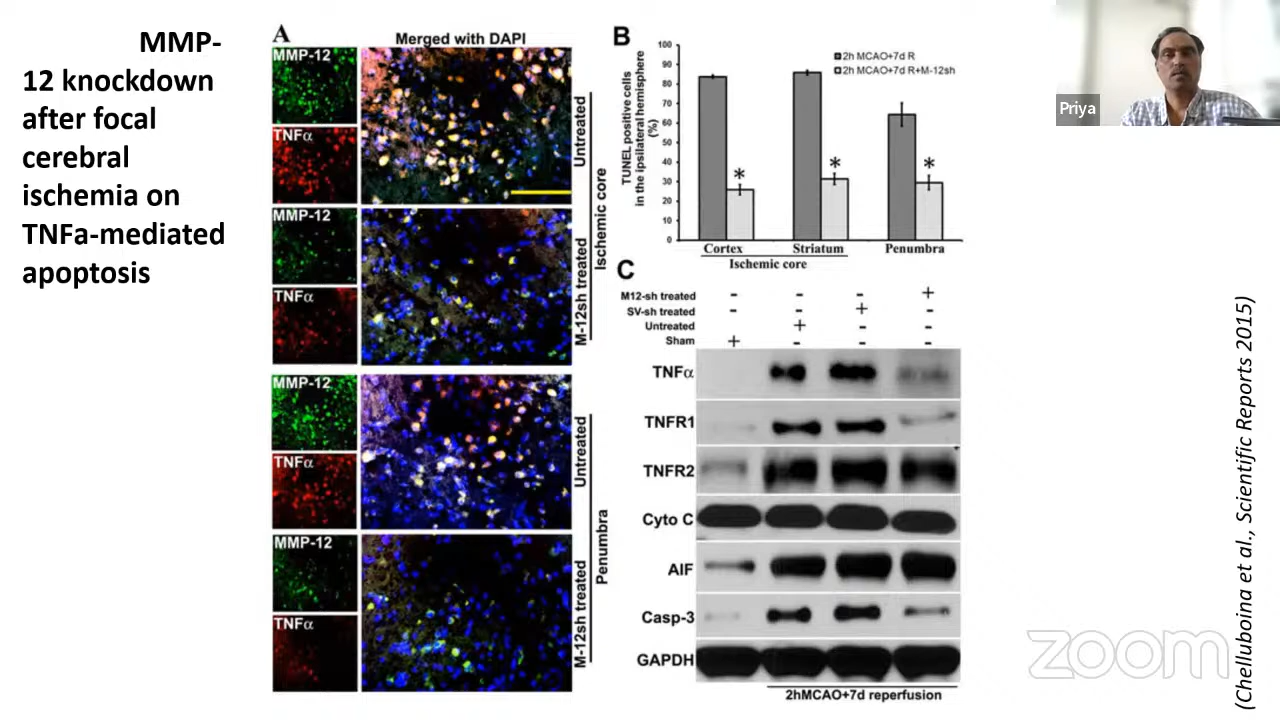 MMP-
12 knockdown
after focal
cerebral
ischemia on
TNFa-mediated
apoptosis
A
Merged with DAPI
MMP-12
TNFα
Untreated
MMP-12
TNFα
M-12sh treated
Ischemic core
MMP-12
TNFα
Untreated
MMP-12
TNFα
M-12sh treated
Penumbra
B
TUNEL positive cells
in the ipsilateral hemisphere
(%)
100
90
80
70
60
50
40
30
20
10
0
2h MCAO+7d R
2h MCAO+7d R+M-12sh
* * *
Cortex Striatum Penumbra
Ischemic core
C
M12-sh treated - - - +
SV-sh treated - - + -
Untreated - + - -
Sham + - - -
TNFα
TNFR1
TNFR2
Cyto C
AIF
Casp-3
GAPDH
2hMCAO+7d reperfusion
Priya
(Chelluboina et al., Scientific Reports 2015)
zoom